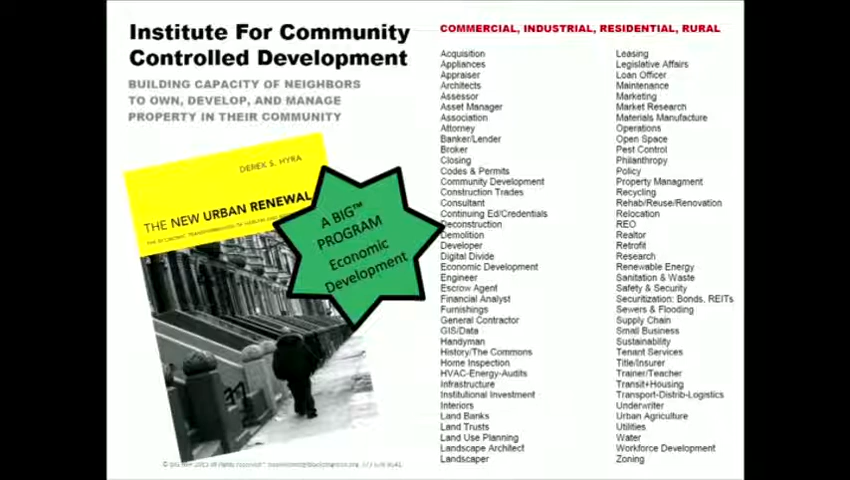 Institute For Community
Controlled Development
BUILDING CAPACITY OF NEIGHBORS
TO OWN, DEVELOP, AND MANAGE
PROPERTY IN THEIR COMMUNITY
DEREK S. HYRA
THE NEW URBAN RENEWAL
A BIG™
PROGRAM
Economic
Development
COMMERCIAL, INDUSTRIAL, RESIDENTIAL, RURAL
Acquisition
Appliances
Appraiser
Architects
Assessor
Asset Manager
Association
Attorney
Banker/Lender
Broker
Closing
Codes & Permits
Community Development
Construction Trades
Consultant
Continuing Ed/Credentials
Deconstruction
Demolition
Developer
Digital Divide
Economic Development
Engineer
Escrow Agent
Financial Analyst
Furnishings
General Contractor
GIS/Data
Handyman
History/The Commons
Home Inspection
HVAC-Energy-Audits
Infrastructure
Institutional Investment
Interiors
Land Banks
Land Trusts
Land Use Planning
Landscape Architect
Landscaper
Leasing
Legislative Affairs
Loan Officer
Maintenance
Marketing
Market Research
Materials Manufacture
Operations
Open Space
Pest Control
Philanthropy
Policy
Property Managment
Recycling
Rehab/Reuse/Renovation
Relocation
REO
Realtor
Retrofit
Research
Renewable Energy
Sanitation & Waste
Safety & Security
Securitization: Bonds, REITs
Sewers & Flooding
Supply Chain
Small Business
Sustainability
Tenant Services
Title/Insurer
Trainer/Teacher
Transit+Housing
Transport-Distrib-Logistics
Underwriter
Urban Agriculture
Utilities
Water
Workforce Development
Zoning